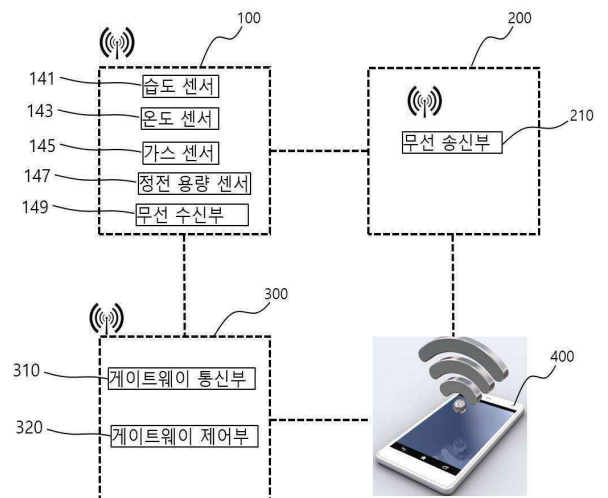 100
141
습도 센서
143
온도 센서
145
가스 센서
147
정전 용량 센서
149
무선 수신부
200
무선 송신부
210
300
310
게이트웨이 통신부
320
게이트웨이 제어부
400